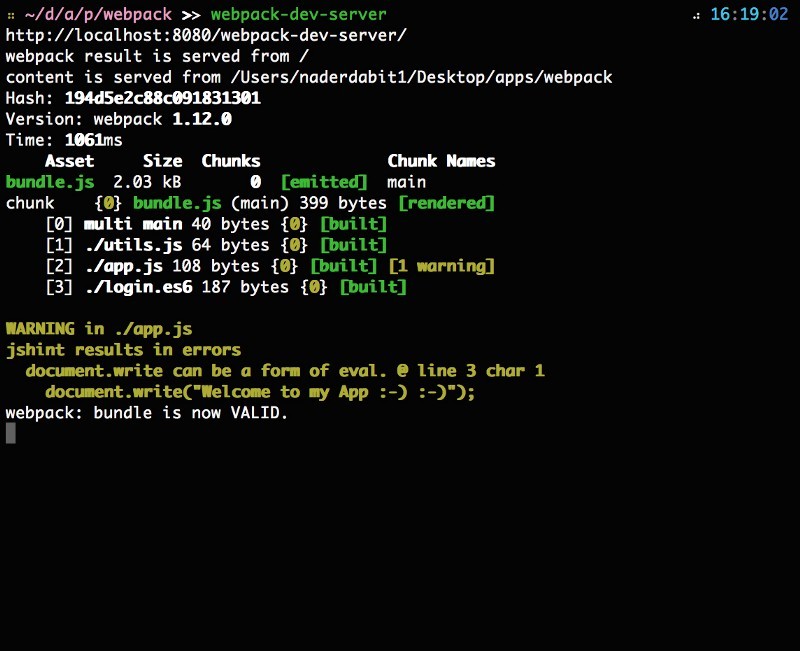 :: ~/d/a/p/webpack >> webpack-dev-server .: 16:19:02
http://localhost:8080/webpack-dev-server/
webpack result is served from /
content is served from /Users/naderdabit1/Desktop/apps/webpack
Hash: 194d5e2c88c091831301
Version: webpack 1.12.0
Time: 1061ms
Asset Size Chunks Chunk Names
bundle.js 2.03 kB 0 [emitted] main
chunk {0} bundle.js (main) 399 bytes [rendered]
[0] multi main 40 bytes {0} [built]
[1] ./utils.js 64 bytes {0} [built]
[2] ./app.js 108 bytes {0} [built] [1 warning]
[3] ./login.es6 187 bytes {0} [built]
WARNING in ./app.js
jshint results in errors
document.write can be a form of eval. @ line 3 char 1
document.write("Welcome to my App :-) :-)");
webpack: bundle is now VALID.